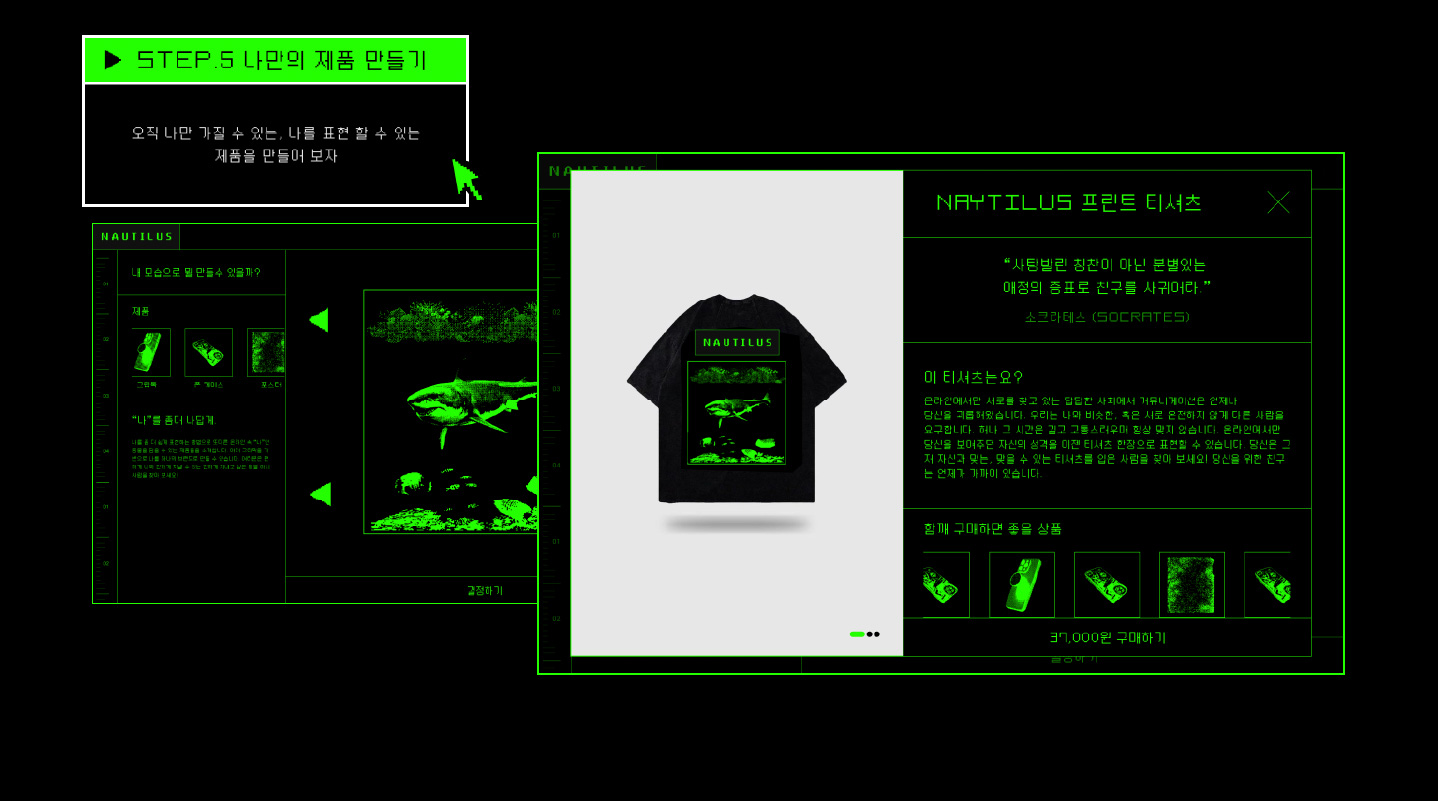 STEP.5 나만의 제품 만들기
오직 나만 가질 수 있는, 나를 표현 할 수 있는
제품을 만들어 보자
NAUTILUS
내 모습으로 뭘 만들수 있을까?
제품
그립톡
폰 케이스
포스터
“나”를 좀더 나답게.
결정하기
NAUTILUS
01
02
03
04
01
02
NAUTILUS
NAYTILUS 프린트 티셔츠
“사탕발린 칭찬이 아닌 분별있는
애정의 증표로 친구를 사귀어라.”
소크라테스 (SOCRATES)
이 티셔츠는요?
온라인에서만 서로를 찾고 있는 답답한 사회에서 커뮤니케이션은 언제나
당신을 괴롭혀왔습니다. 우리는 나와 비슷한, 혹은 서로 온전하지 않게 다른 사람을
요구합니다. 허나 그 시간은 길고 고통스러우며 항상 맞지 않습니다. 온라인에서만
당신을 보여주던 자신의 성격을 이젠 티셔츠 한장으로 표현할 수 있습니다. 당신은 그
저 자신과 맞는, 맞을 수 있는 티셔츠를 입은 사람을 찾아 보세요! 당신을 위한 친구
는 언제가 가까이 있습니다.
함께 구매하면 좋을 상품
37,000원 구매하기
결정하기